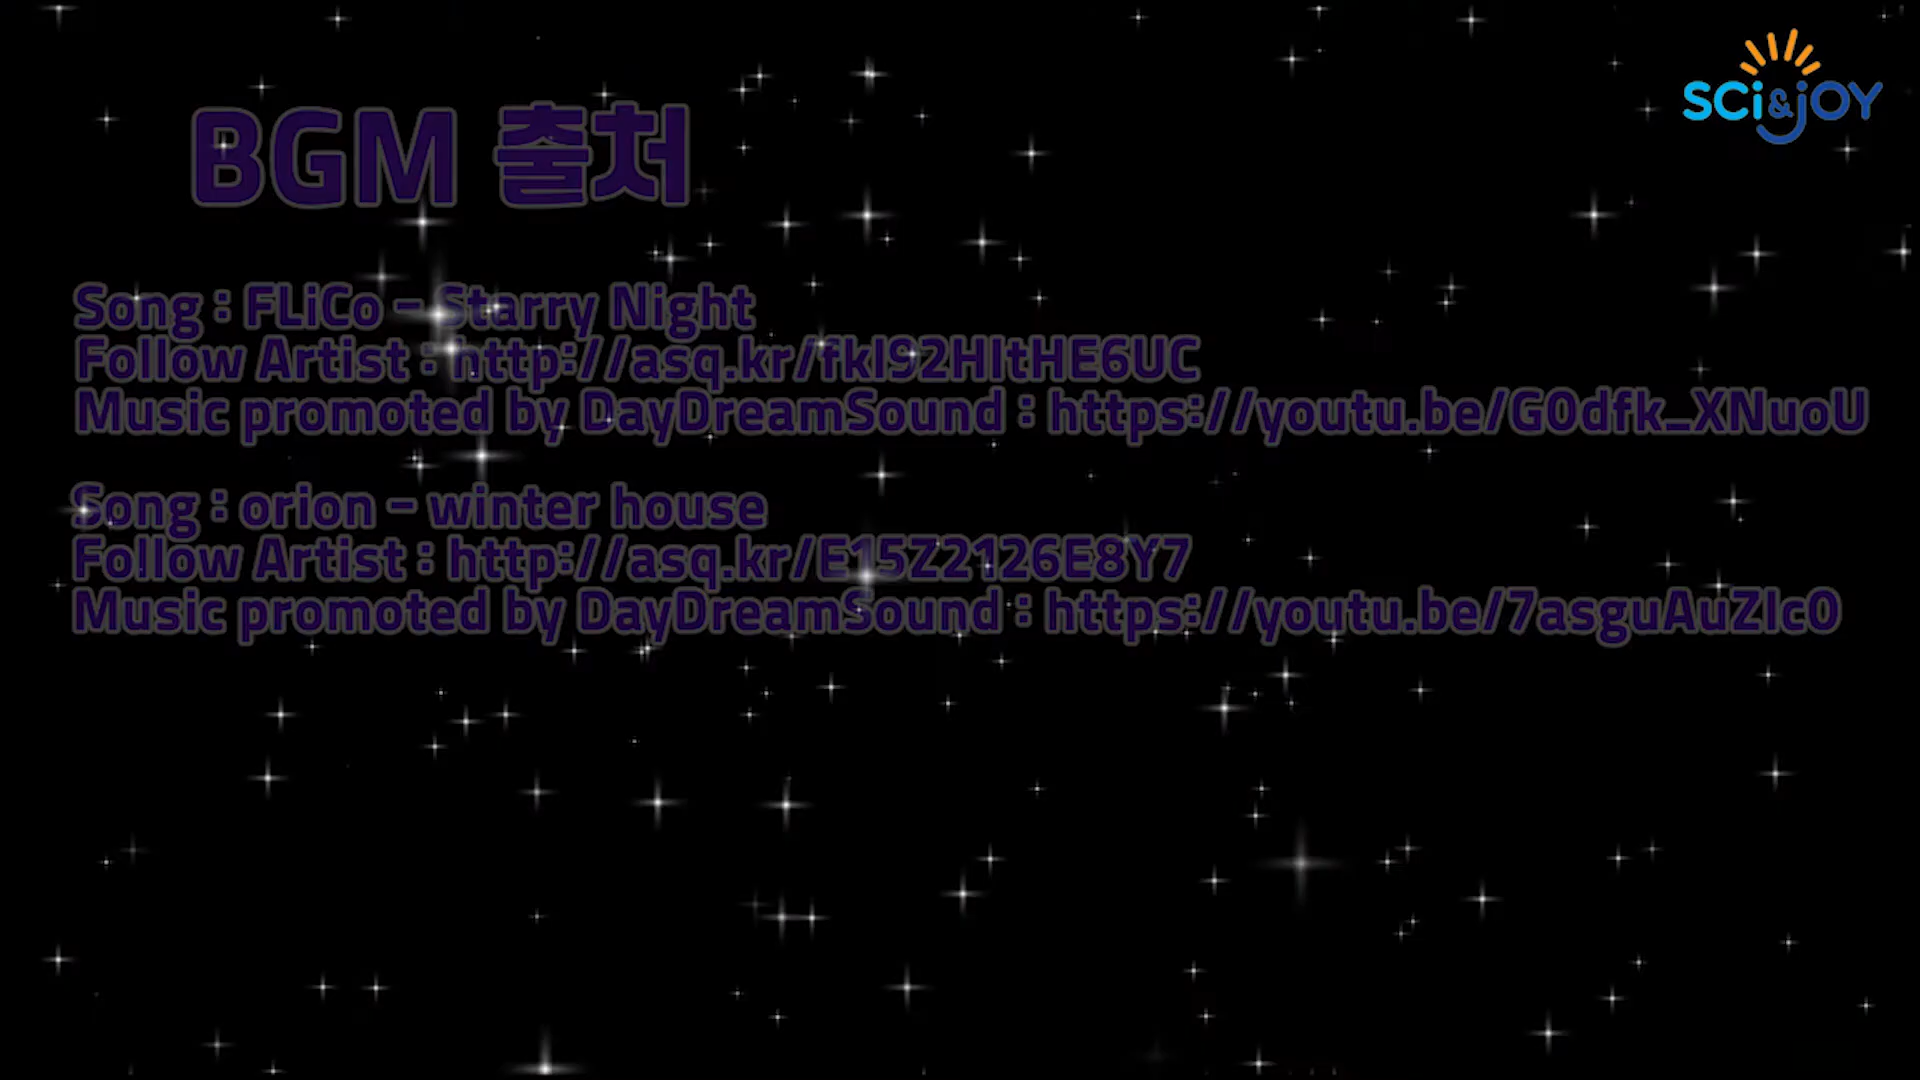 SCi&jOY
BGM 출처
Song : FLiCo - Starry Night
Follow Artist : http://asq.kr/fkI92HItHE6UC
Music promoted by DayDreamSound : https://youtu.be/G0dfk_XNuoU
Song : orion - winter house
Follow Artist : http://asq.kr/E15Z2126E8Y7
Music promoted by DayDreamSound : https://youtu.be/7asguAuZIc0